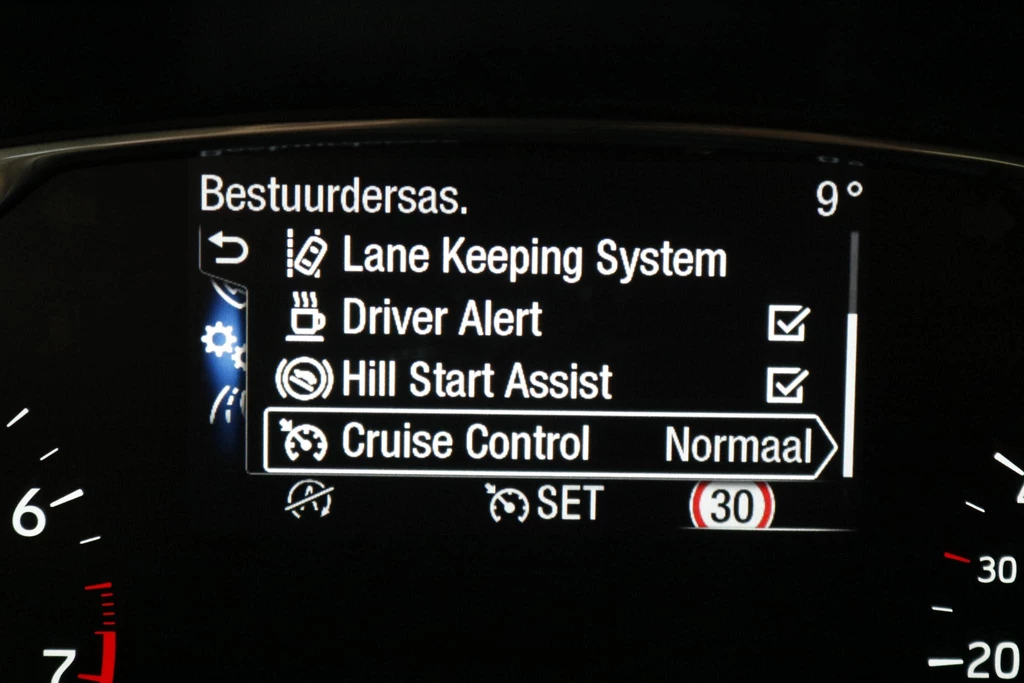 Bestuurdersas. 9°
Lane Keeping System
Driver Alert
Hill Start Assist
Cruise Control Normaal
A SET 30
6
30
7
20